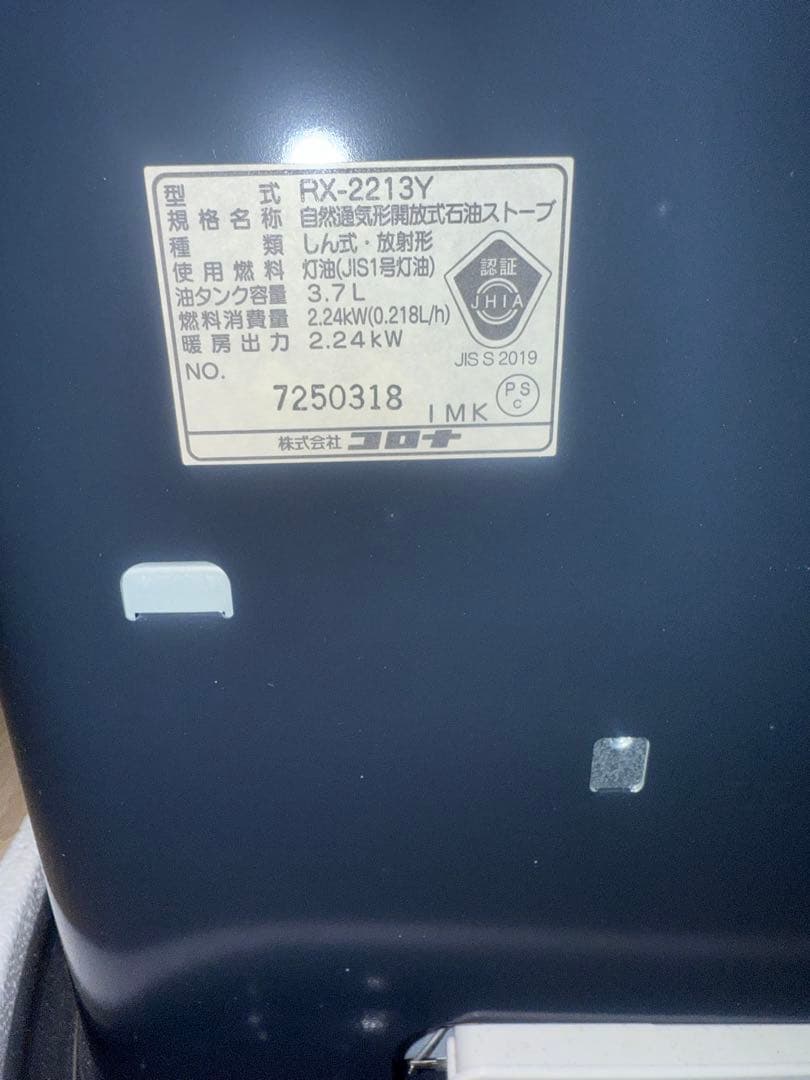 型式 RX-2213Y
規格名称 自然通気形開放式石油ストーブ
種類 しん式・放射形
使用燃料 灯油(JIS1号灯油)
油タンク容量 3.7L
燃料消費量 2.24kW(0.218L/h)
暖房出力 2.24kW
認証
JHIA
JIS S 2019
NO.
7250318 IMK
PS
C
株式会社 コロナ